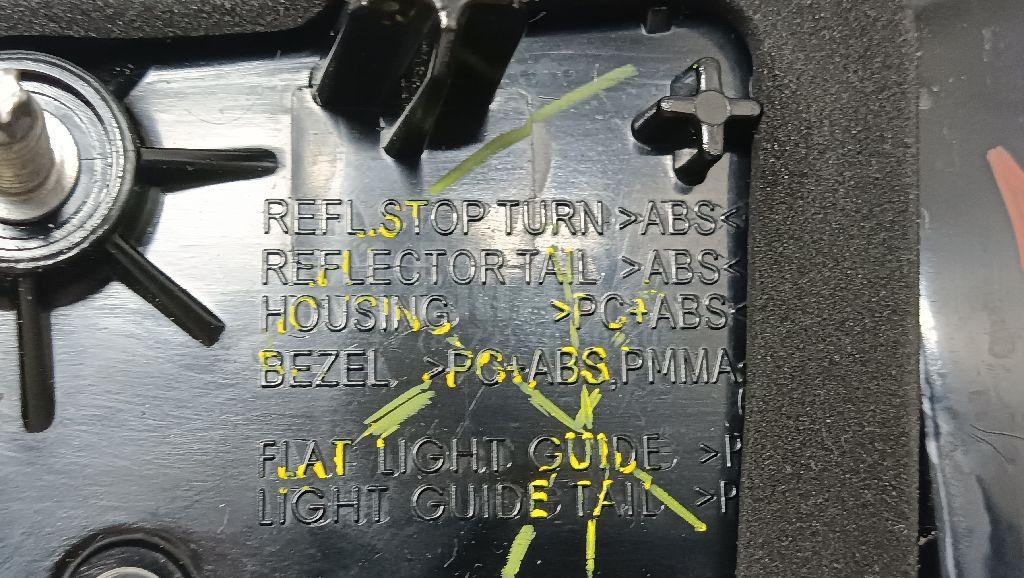 REFL.STOP TURN >ABS<
REFLECTOR TAIL >ABS<
HOUSING >PC+ABS<
BEZEL >PC+ABS,PMMA<
FLAT LIGHT GUIDE >P
LIGHT GUIDE TAIL >P